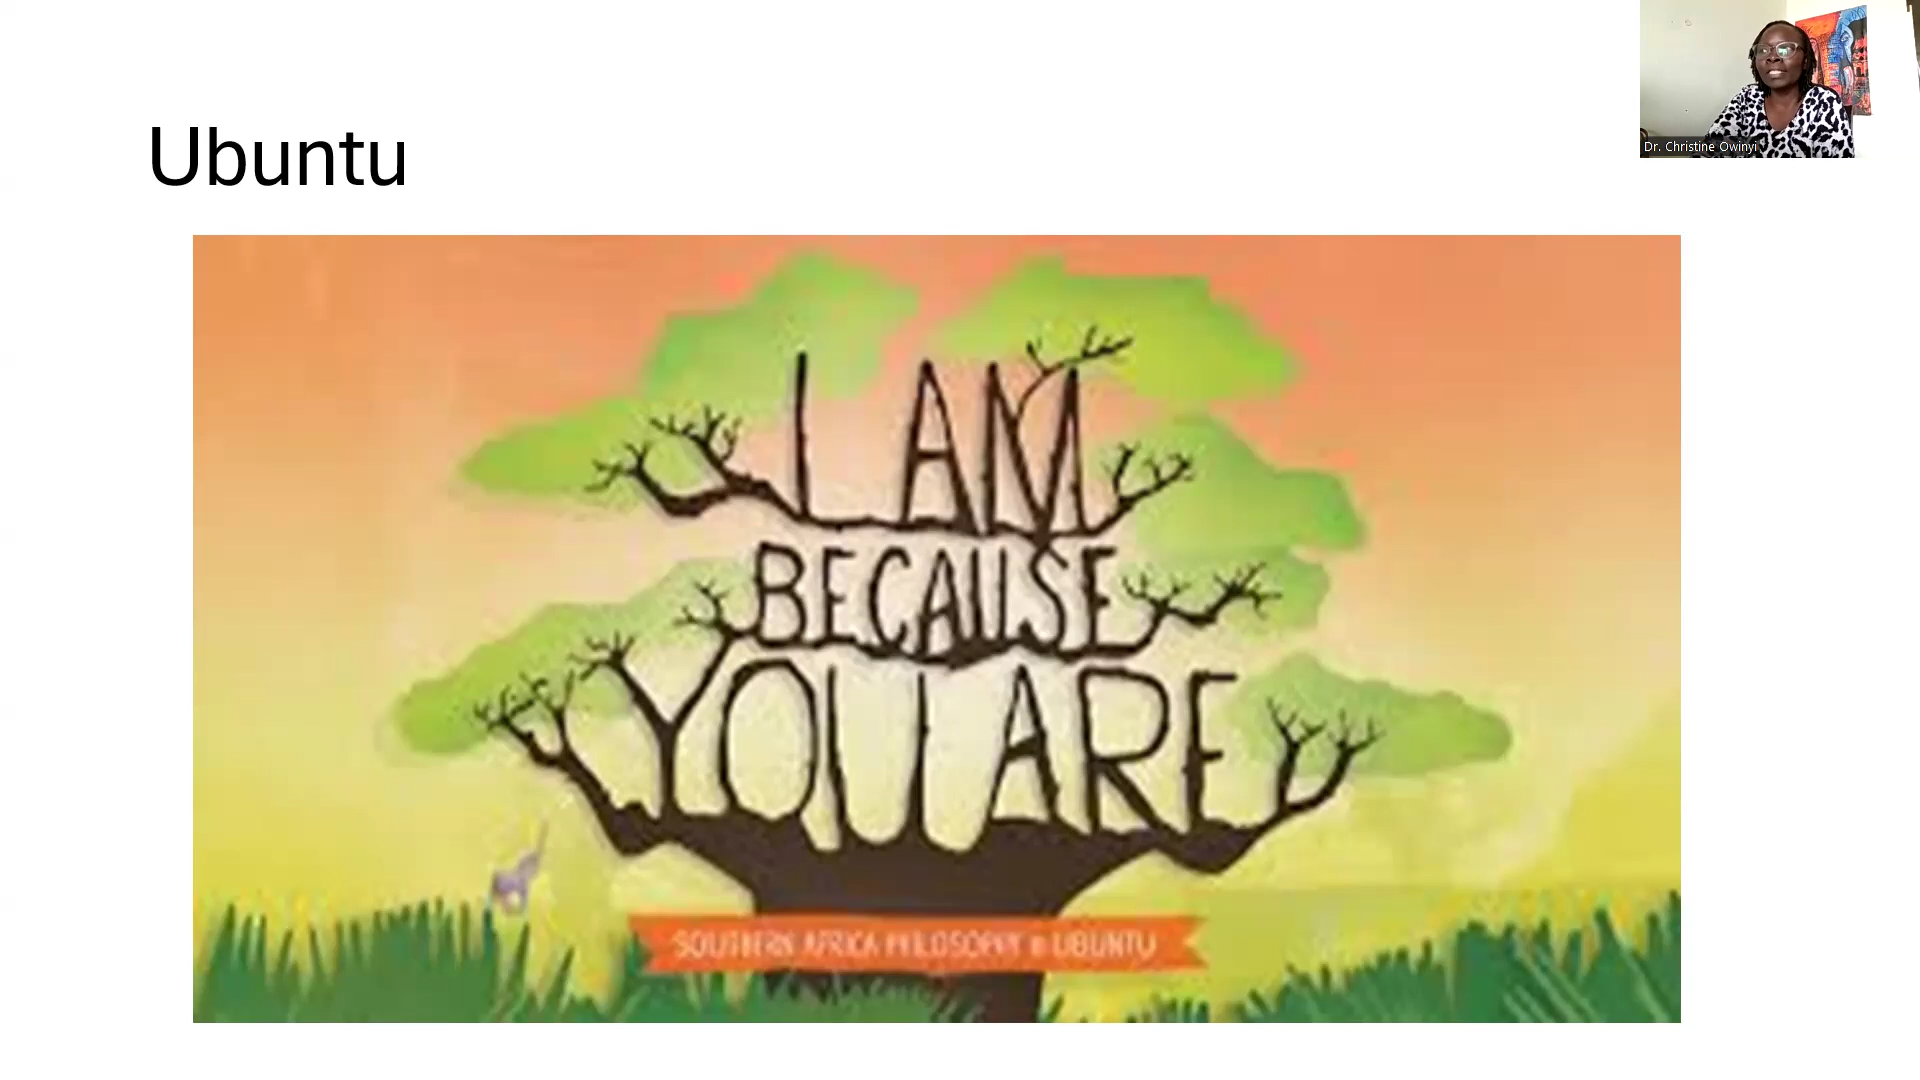 Dr. Christine Owinyi
Ubuntu
I AM
BECAUSE
YOU ARE
SOUTHERN AFRICA PHILOSOPHY UBUNTU